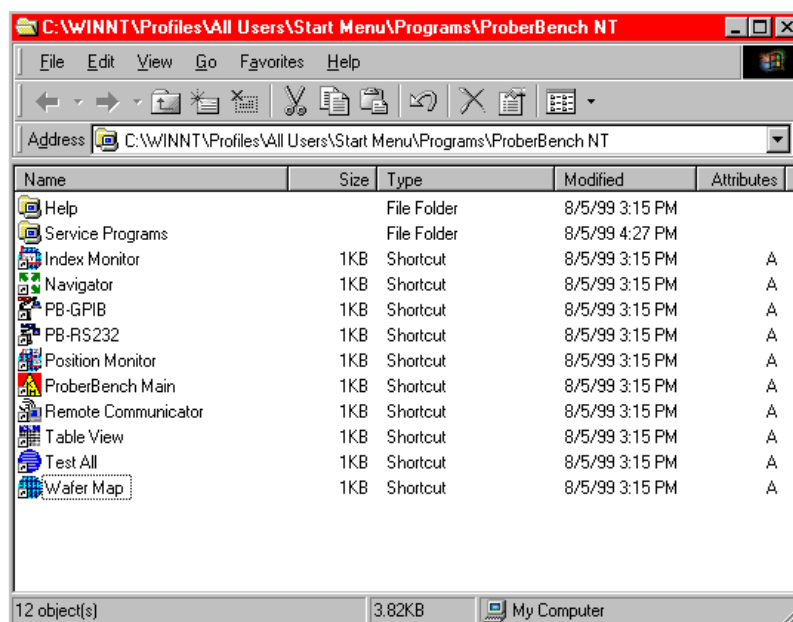 C:\WINNT\Profiles\All Users\Start Menu\Programs\ProberBench NT
File Edit View Go Favorites Help
Address C:\WINNT\Profiles\All Users\Start Menu\Programs\ProberBench NT
Name Size Type Modified Attributes
Help File Folder 8/5/99 3:15 PM
Service Programs File Folder 8/5/99 4:27 PM
Index Monitor 1KB Shortcut 8/5/99 3:15 PM A
Navigator 1KB Shortcut 8/5/99 3:15 PM A
PB-GPIB 1KB Shortcut 8/5/99 3:15 PM A
PB-RS232 1KB Shortcut 8/5/99 3:15 PM A
Position Monitor 1KB Shortcut 8/5/99 3:15 PM A
ProberBench Main 1KB Shortcut 8/5/99 3:15 PM A
Remote Communicator 1KB Shortcut 8/5/99 3:15 PM A
Table View 1KB Shortcut 8/5/99 3:15 PM A
Test All 1KB Shortcut 8/5/99 3:15 PM A
Wafer Map 1KB Shortcut 8/5/99 3:15 PM A
12 object(s) 3.82KB My Computer